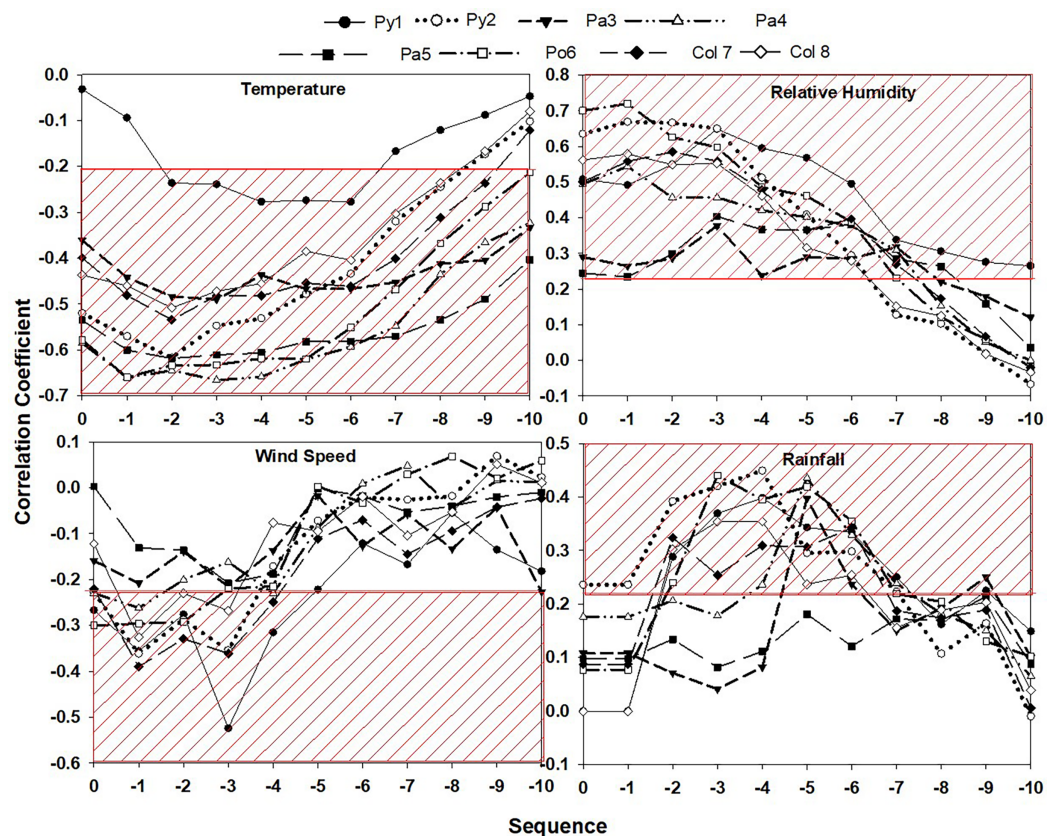 Py1 Py2 Pa3 Pa4
Pa5 Po6 Col 7 Col 8
Correlation Coefficient
Temperature
0.0
-0.1
-0.2
-0.3
-0.4
-0.5
-0.6
-0.7
0 -1 -2 -3 -4 -5 -6 -7 -8 -9 -10
Relative Humidity
0.8
0.7
0.6
0.5
0.4
0.3
0.2
0.1
0.0
-0.1
0 -1 -2 -3 -4 -5 -6 -7 -8 -9 -10
Wind Speed
0.1
0.0
-0.1
-0.2
-0.3
-0.4
-0.5
-0.6
0 -1 -2 -3 -4 -5 -6 -7 -8 -9 -10
Rainfall
0.5
0.4
0.3
0.2
0.1
0.0
-0.1
0 -1 -2 -3 -4 -5 -6 -7 -8 -9 -10
Sequence